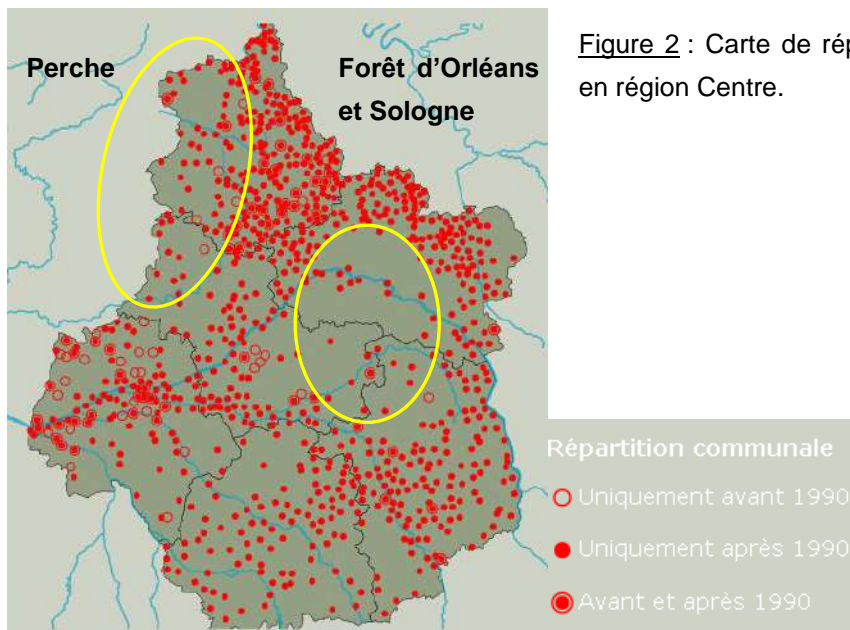 Perche
Forêt d'Orléans
et Sologne
Figure 2 : Carte de
en région Centre.
Répartition communale
Uniquement avant 1990
Uniquement après 1990
Avant et après 1990